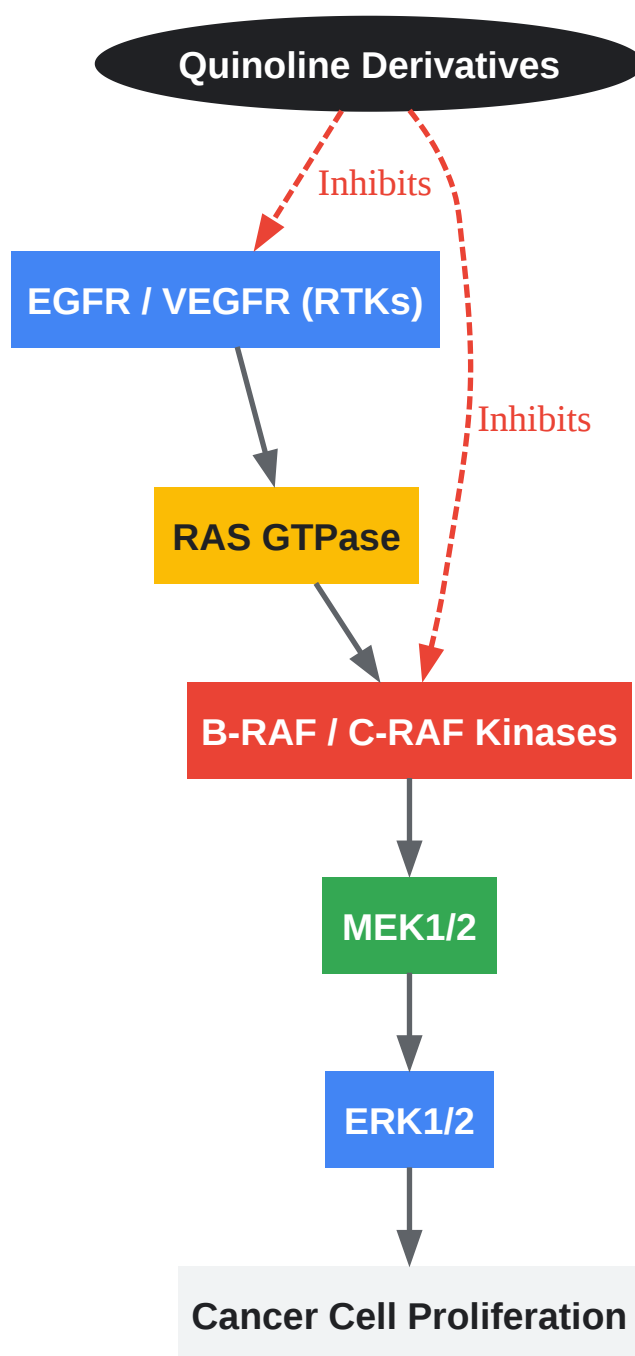 Quinoline Derivatives
Inhibits
EGFR / VEGFR (RTKs)
Inhibits
RAS GTPase
B-RAF / C-RAF Kinases
MEK1/2
ERK1/2
Cancer Cell Proliferation